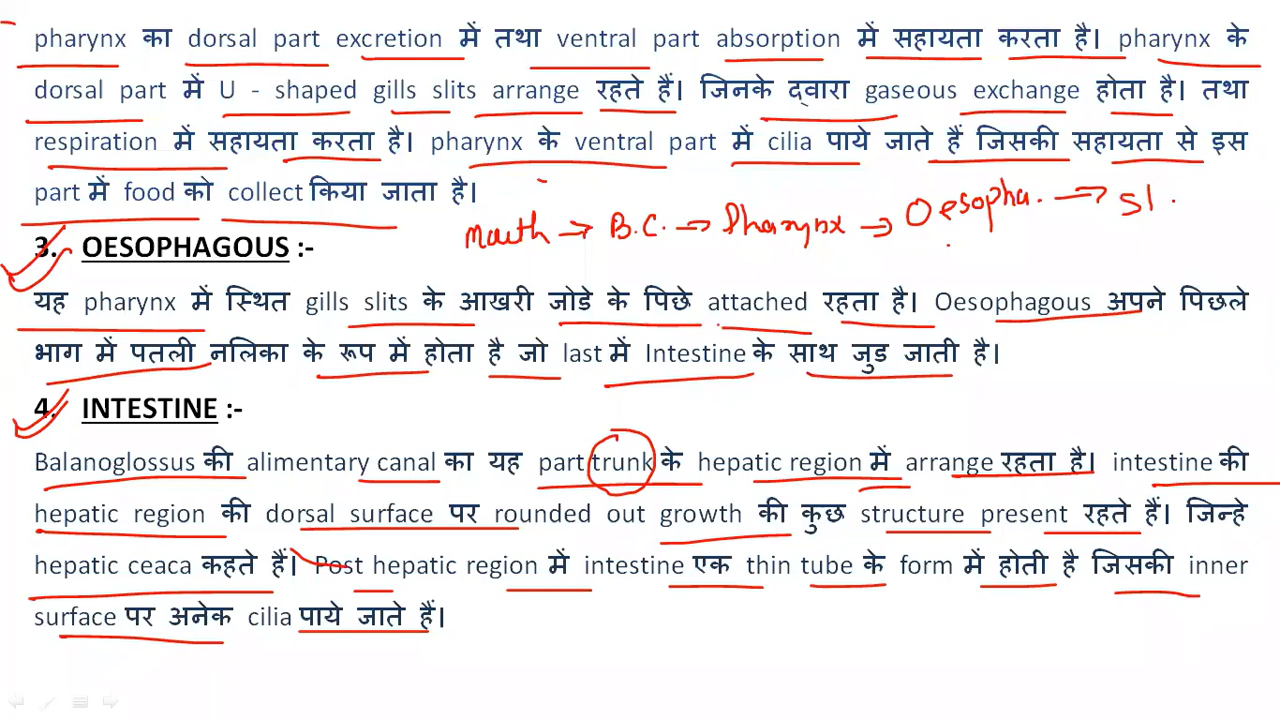 pharynx का dorsal part excretion में तथा ventral part absorption में सहायता करता है। pharynx के
dorsal part में U - shaped gills slits arrange रहते हैं। जिनके द्वारा gaseous exchange होता है। तथा
respiration में सहायता करता है। pharynx के ventral part में cilia पाये जाते हैं जिसकी सहायता से इस
part में food को collect किया जाता है।
Mouth → B.C. → Pharynx → Oesopha. →
3. OESOPHAGOUS :-
यह pharynx में स्थित gills slits के आखरी जोडे के पिछे attached रहता है। Oesophagous अपने पिछले
भाग में पतली नलिका के रूप में होता है जो last में Intestine के साथ जुड जाती है।
4. INTESTINE :-
Balanoglossus की alimentary canal का यह part trunk के hepatic region में arrange रहता है। intestine की
hepatic region की dorsal surface पर rounded out growth की कुछ structure present रहते हैं। जिन्हे
hepatic ceaca कहते हैं। Post hepatic region में intestine एक thin tube के form में होती है जिसकी inner
surface पर अनेक cilia पाये जाते हैं।